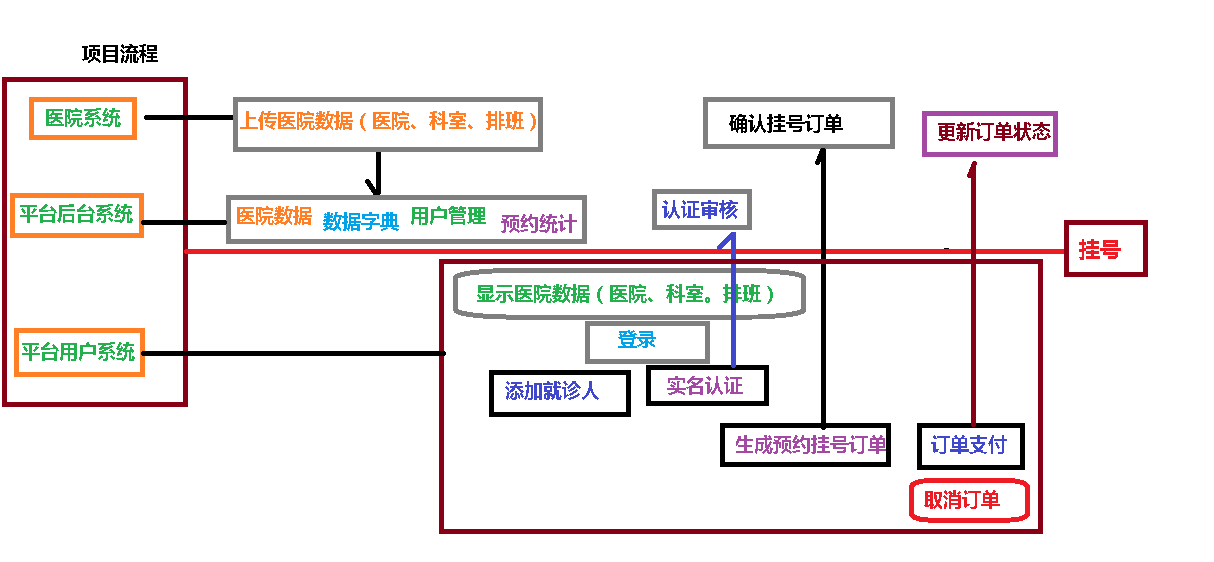 项目流程
医院系统
上传医院数据（医院、科室、排班）
确认挂号订单
更新订单状态
平台后台系统
医院数据
数据字典
用户管理
预约统计
认证审核
挂号
显示医院数据（医院、科室。排班）
登录
平台用户系统
添加就诊人
实名认证
生成预约挂号订单
订单支付
取消订单